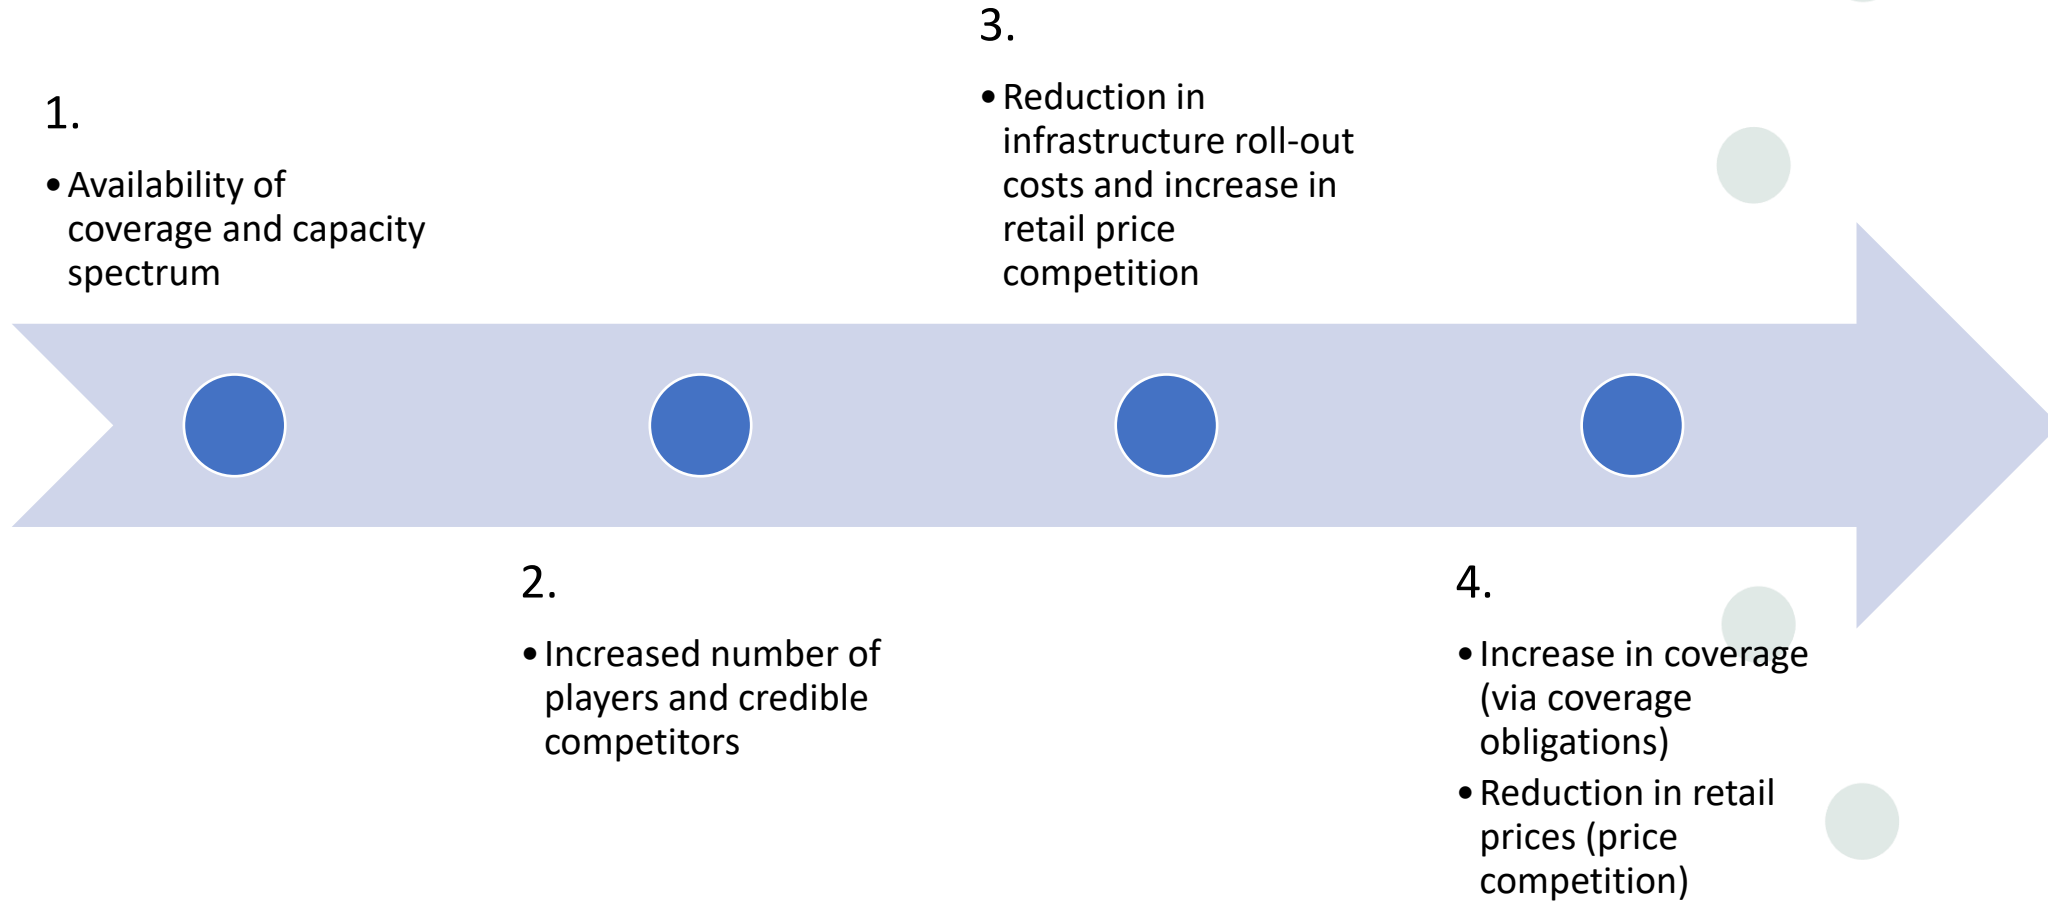 1.
• Availability of
coverage and capacity
spectrum
2.
• Increased number of
players and credible
competitors
3.
• Reduction in
infrastructure roll-out
costs and increase in
retail price
competition
4.
• Increase in coverage
(via coverage
obligations)
• Reduction in retail
prices (price
competition)